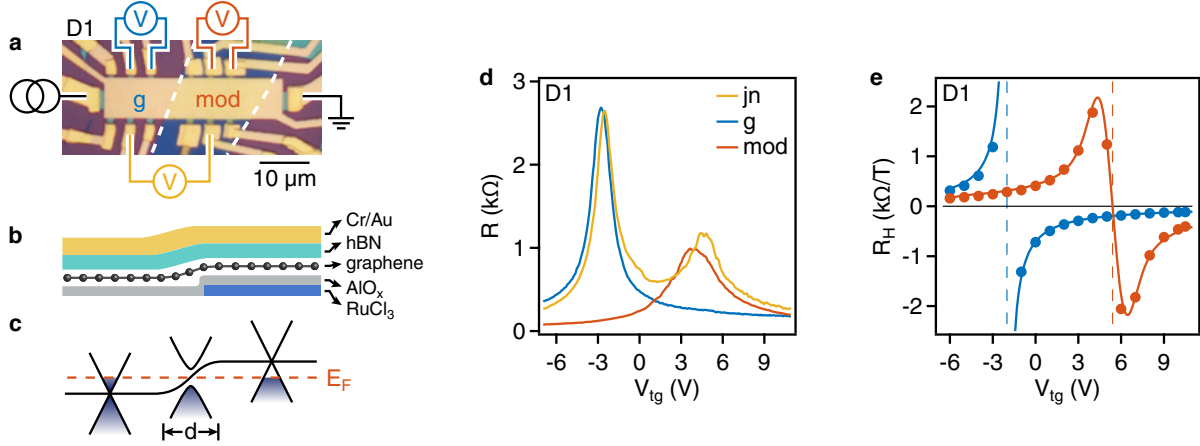 a
D1
V
V
g
mod
V
10 μm
b
Cr/Au
hBN
graphene
AlOx
RuCl3
c
EF
d
d
D1
jn
g
mod
R (kΩ)
3
2
1
0
-6
-3
0
3
6
9
Vtg (V)
e
D1
RH (kΩ/T)
2
1
0
-1
-2
-6
-3
0
3
6
9
Vtg (V)